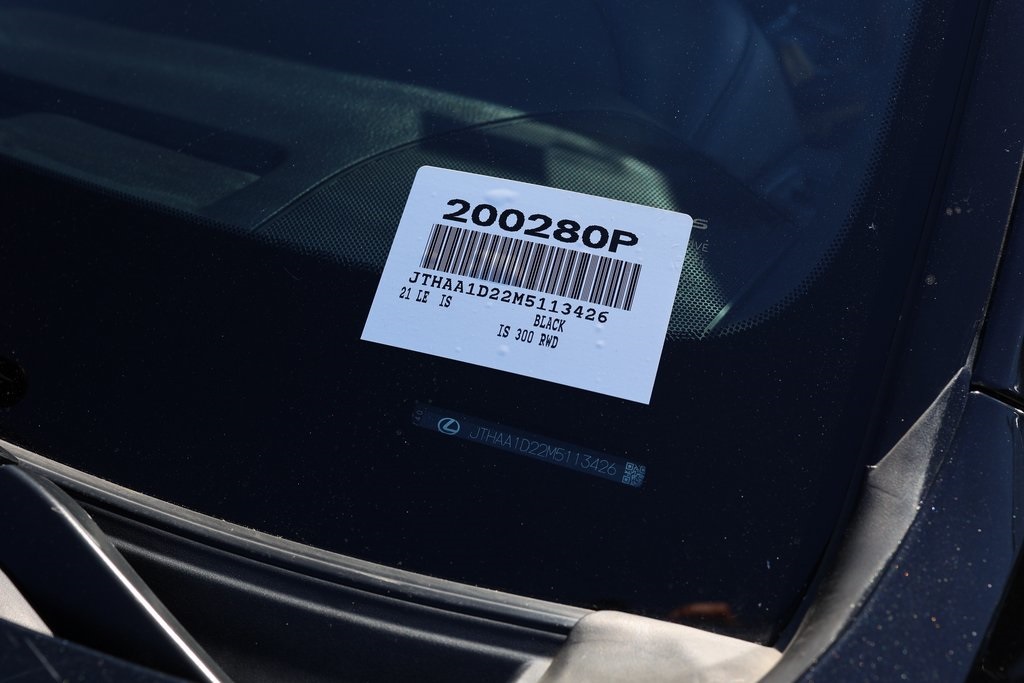 200280P
JTHAA1D22M5113426
21 LE IS
BLACK
IS 300 RWD
JTHAA1D22M5113426